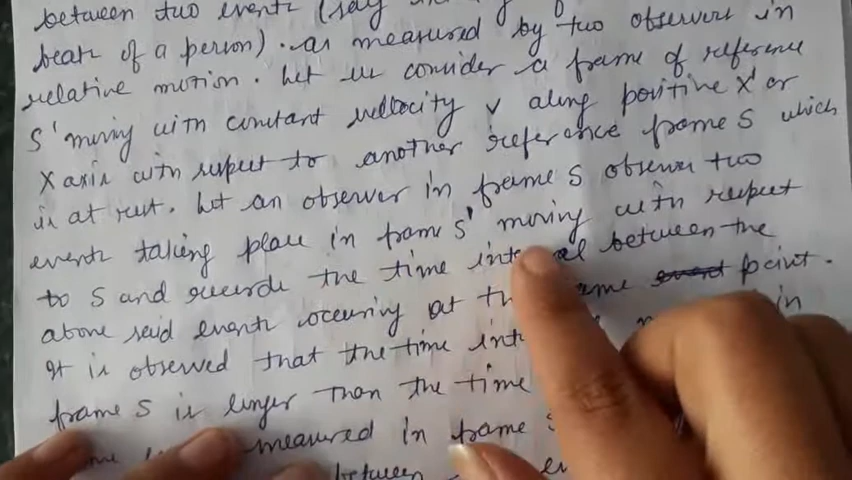 between two events (say
beats of a person). as measured by two observers in
relative motion. Let us consider a frame of reference
S' moving with constant velocity v along positive X' or
X axis with respect to another reference frame S which
is at rest. Let an observer in frame S observes two
events taking place in frame S' moving with respect
to S and records the time interval between the
above said events occuring at the same point.
It is observed that the time in
frame S is longer than the time
measured in frame
between